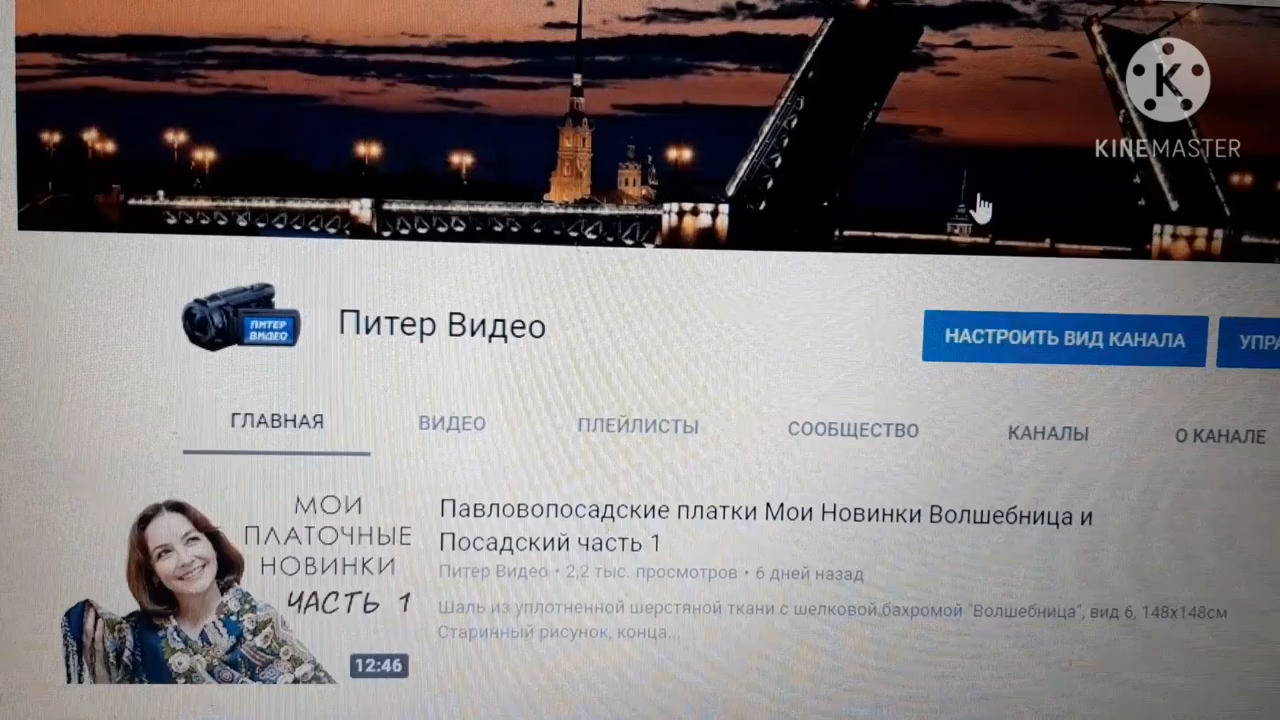 K
KINEMASTER
ПИТЕР
ВИДЕО
Питер Видео
НАСТРОИТЬ ВИД КАНАЛА
УПРА
ГЛАВНАЯ
ВИДЕО
ПЛЕЙЛИСТЫ
СООБЩЕСТВО
КАНАЛЫ
О КАНАЛЕ
МОИ
ПЛАТОЧНЫЕ
НОВИНКИ
ЧАСТЬ 1
12:46
Павловопосадские платки Мои Новинки Волшебница и
Посадский часть 1
Питер Видео • 2,2 тыс. просмотров • 6 дней назад
Шаль из уплотненной шерстяной ткани с шелковой бахромой "Волшебница", вид 6, 148х148см
Старинный рисунок, конца...